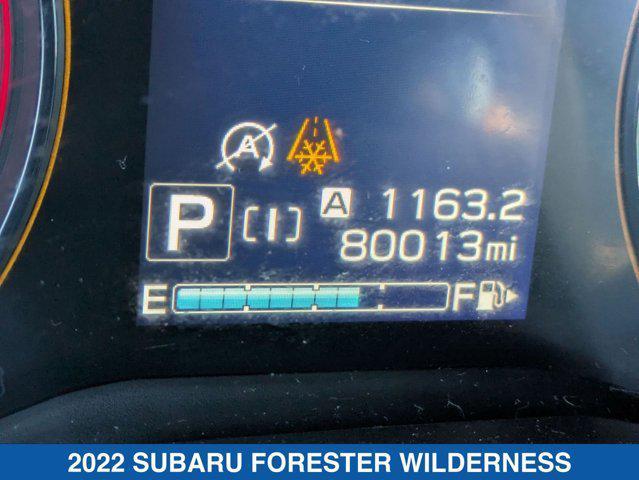 A
P [I] A 1163.2
80013mi
E F
2022 SUBARU FORESTER WILDERNESS